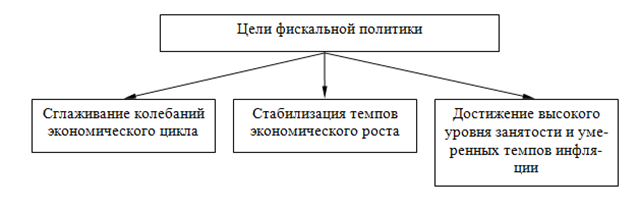 Цели фискальной политики
Сглаживание колебаний
экономического цикла
Стабилизация темпов
экономического роста
Достижение высокого
уровня занятости и уме-
ренных темпов инфля-
ции